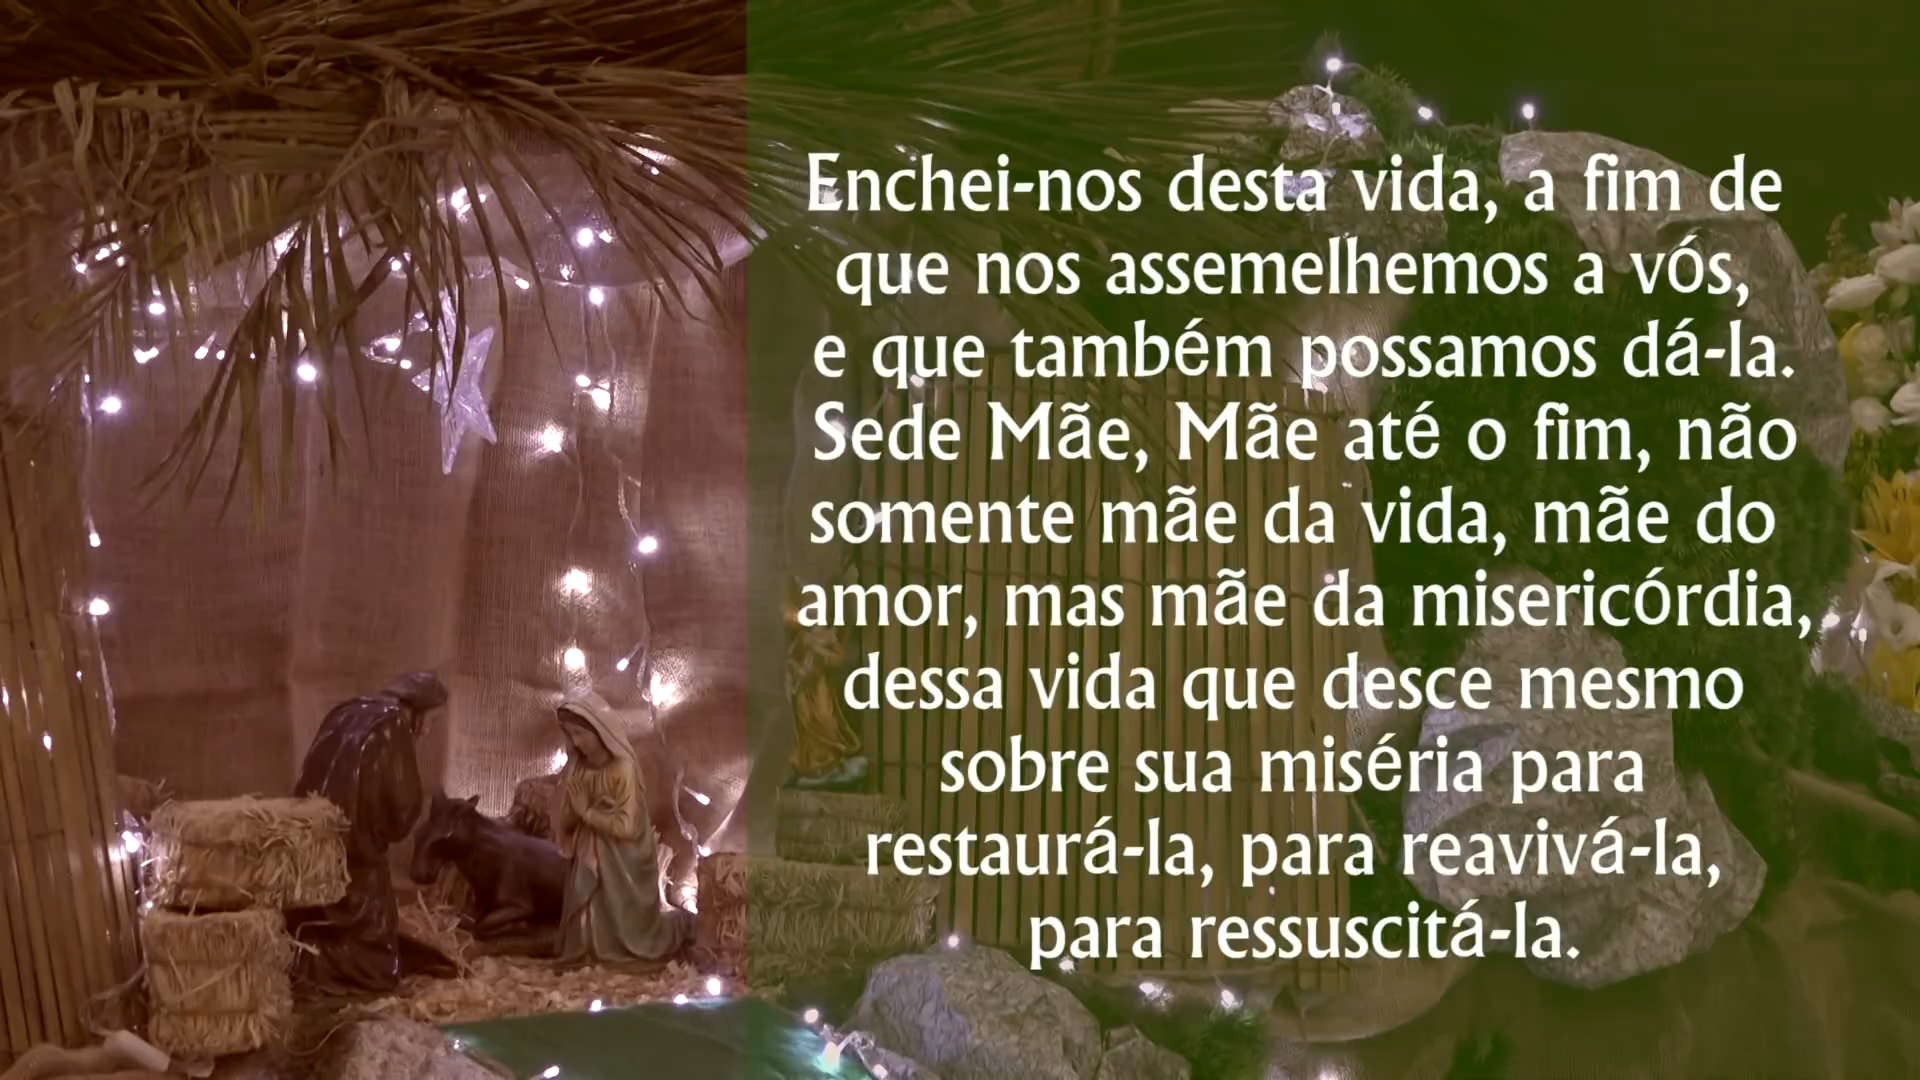 Enchei-nos desta vida, a fim de
que nos assemelhemos a vós,
e que também possamos dá-la.
Sede Mãe, Mãe até o fim, não
somente mãe da vida, mãe do
amor, mas mãe da misericórdia,
dessa vida que desce mesmo
sobre sua miséria para
restaurá-la, para reavivá-la,
para ressuscitá-la.